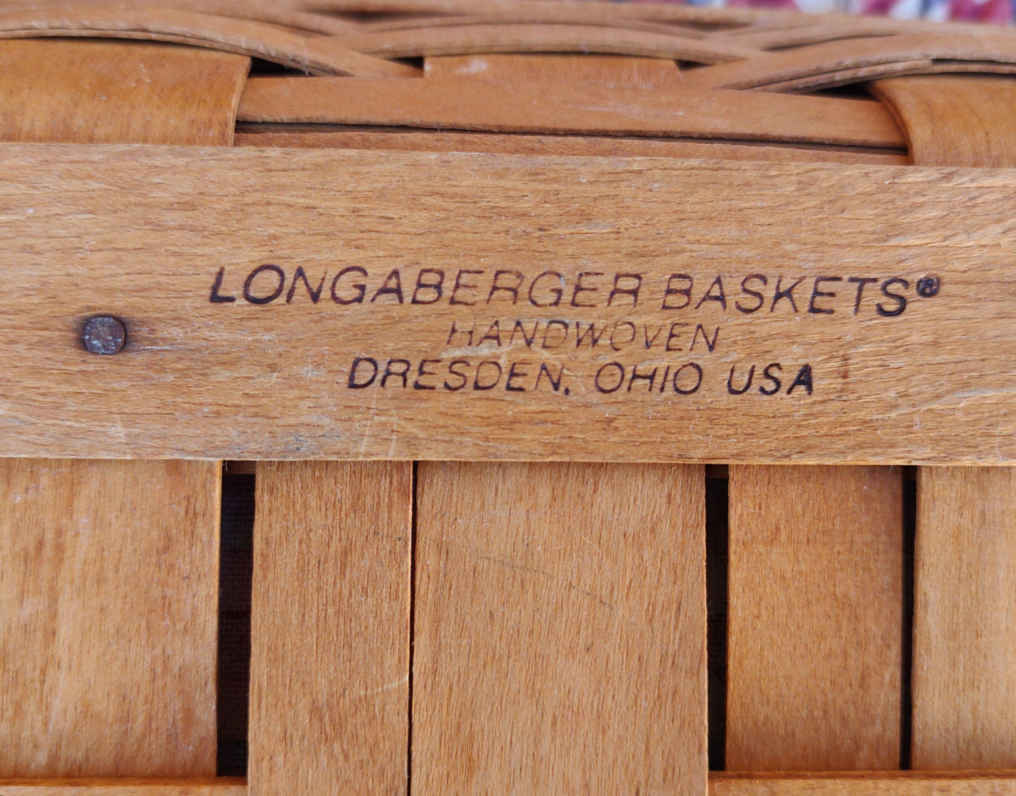 LONGABERGER BASKETS®
HANDWOVEN
DRESDEN, OHIO USA